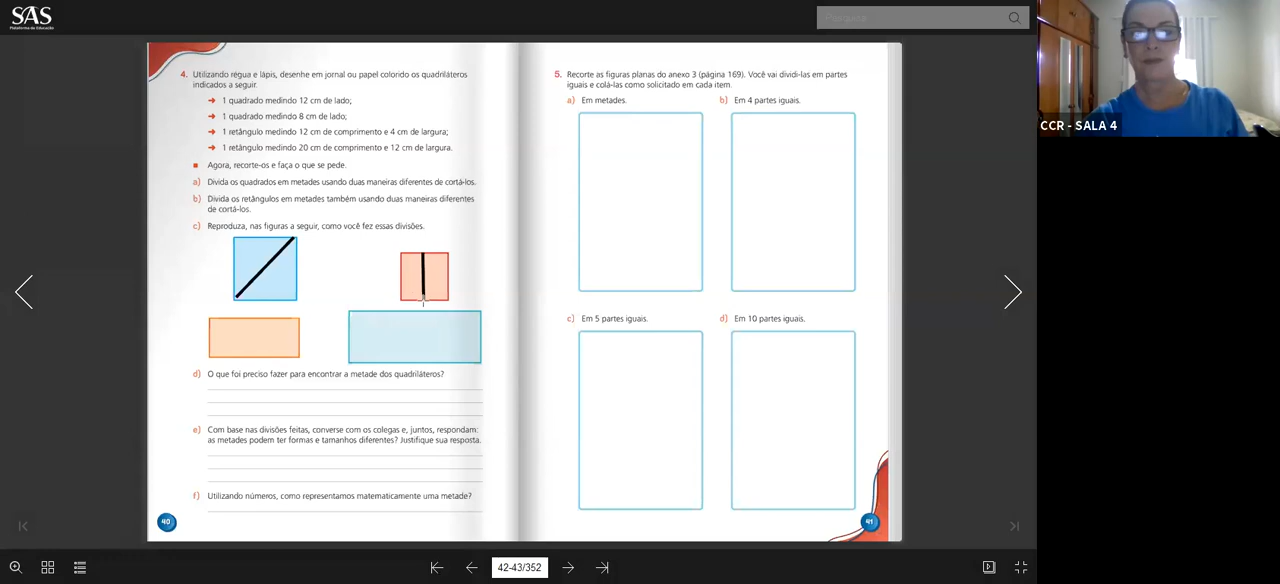 SAS
Plataforma de Educação
Pesquisa
4. Utilizando régua e lápis, desenhe em jornal ou papel colorido os quadriláteros
indicados a seguir.
➔ 1 quadrado medindo 12 cm de lado;
➔ 1 quadrado medindo 8 cm de lado;
➔ 1 retângulo medindo 12 cm de comprimento e 4 cm de largura;
➔ 1 retângulo medindo 20 cm de comprimento e 12 cm de largura.
■ Agora, recorte-os e faça o que se pede.
a) Divida os quadrados em metades usando duas maneiras diferentes de cortá-los.
b) Divida os retângulos em metades também usando duas maneiras diferentes
de cortá-los.
c) Reproduza, nas figuras a seguir, como você fez essas divisões.
d) O que foi preciso fazer para encontrar a metade dos quadriláteros?
e) Com base nas divisões feitas, converse com os colegas e, juntos, respondam:
as metades podem ter formas e tamanhos diferentes? Justifique sua resposta.
f) Utilizando números, como representamos matematicamente uma metade?
40
5. Recorte as figuras planas do anexo 3 (página 169). Você vai dividi-las em partes
iguais e colá-las como solicitado em cada item.
a) Em metades.
b) Em 4 partes iguais.
c) Em 5 partes iguais.
d) Em 10 partes iguais.
41
CCR - SALA 4
42-43/352